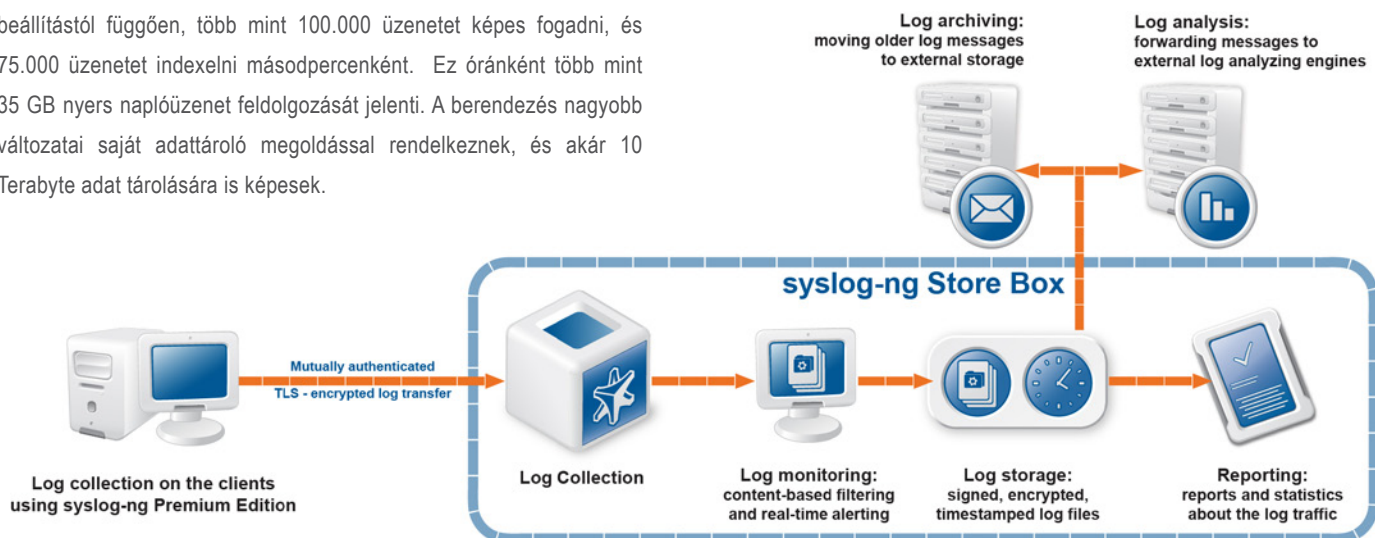 beállítástól függően, több mint 100.000 üzenetet képes fogadni, és
75.000 üzenetet indexelni másodpercenként. Ez óránként több mint
35 GB nyers naplóüzenet feldolgozását jelenti. A berendezés nagyobb
változatai saját adattároló megoldással rendelkeznek, és akár 10
Terabyte adat tárolására is képesek.
Log archiving:
moving older log messages
to external storage
Log analysis:
forwarding messages to
external log analyzing engines
syslog-ng Store Box
Mutually authenticated
TLS - encrypted log transfer
Log collection on the clients
using syslog-ng Premium Edition
Log Collection
Log monitoring:
content-based filtering
and real-time alerting
Log storage:
signed, encrypted,
timestamped log files
Reporting:
reports and statistics
about the log traffic